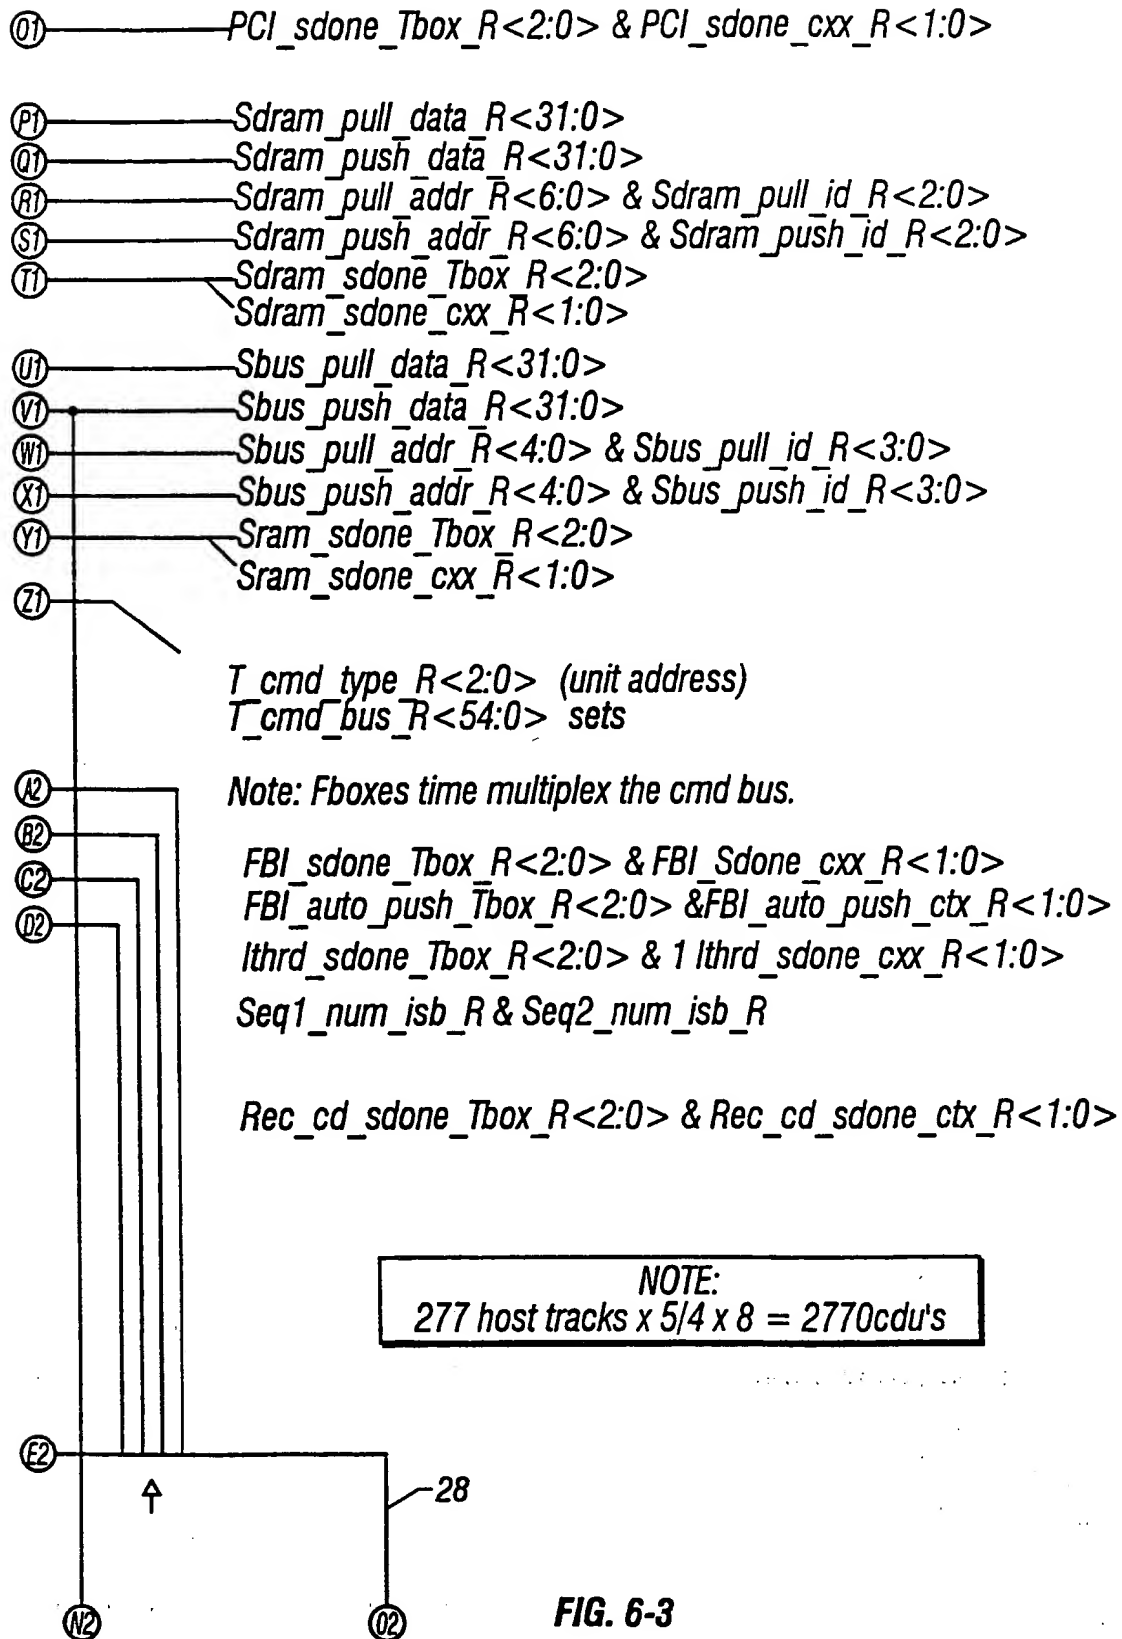 O1 PCI_sdone_Tbox_R<2:0> & PCI_sdone_cxx_R<1:0>
P1 Sdram_pull_data_R<31:0>
Q1 Sdram_push_data_R<31:0>
R1 Sdram_pull_addr_R<6:0> & Sdram_pull_id_R<2:0>
S1 Sdram_push_addr_R<6:0> & Sdram_push_id_R<2:0>
T1 Sdram_sdone_Tbox_R<2:0>
Sdram_sdone_cxx_R<1:0>
U1 Sbus_pull_data_R<31:0>
V1 Sbus_push_data_R<31:0>
W1 Sbus_pull_addr_R<4:0> & Sbus_pull_id_R<3:0>
X1 Sbus_push_addr_R<4:0> & Sbus_push_id_R<3:0>
Y1 Sram_sdone_Tbox_R<2:0>
Sram_sdone_cxx_R<1:0>
Z1
T_cmd_type_R<2:0> (unit address)
T_cmd_bus_R<54:0> sets
A2 Note: Fboxes time multiplex the cmd bus.
B2
FBI_sdone_Tbox_R<2:0> & FBI_Sdone_cxx_R<1:0>
C2
FBI_auto_push_Tbox_R<2:0> &FBI_auto_push_ctx_R<1:0>
D2
Ithrd_sdone_Tbox_R<2:0> & 1 Ithrd_sdone_cxx_R<1:0>
Seq1_num_isb_R & Seq2_num_isb_R
Rec_cd_sdone_Tbox_R<2:0> & Rec_cd_sdone_ctx_R<1:0>
NOTE:
277 host tracks x 5/4 x 8 = 2770cdu's
E2
28
N2 O2 FIG. 6-3